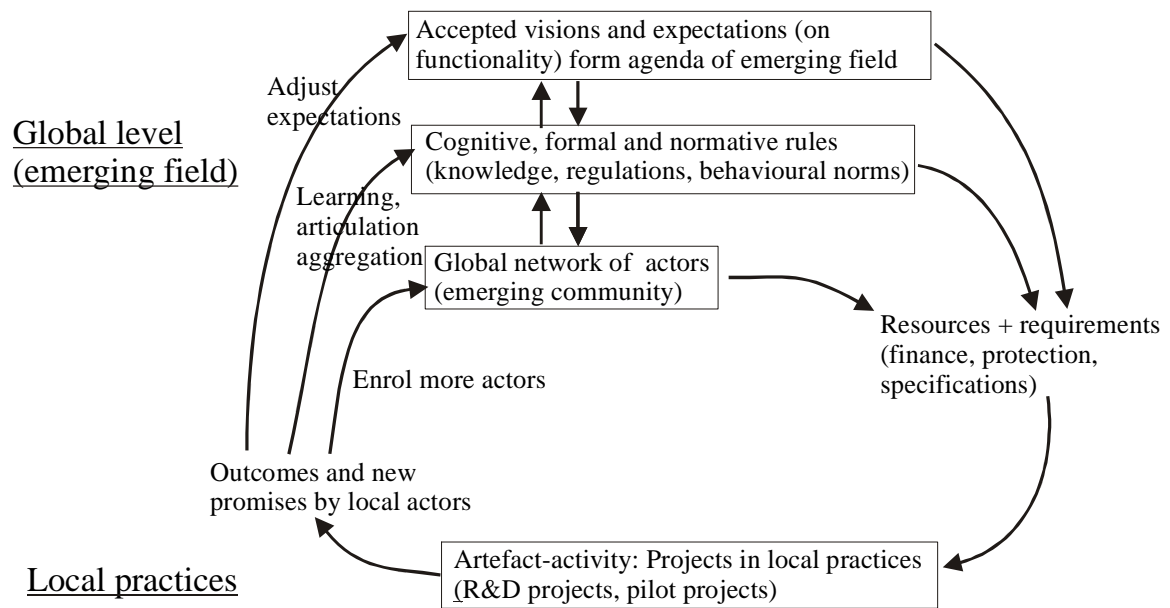 Accepted visions and expectations (on
functionality) form agenda of emerging field
Adjust
expectations
Global level
(emerging field)
Cognitive, formal and normative rules
(knowledge, regulations, behavioural norms)
Learning,
articulation
aggregation
Global network of actors
(emerging community)
Resources + requirements
(finance, protection,
specifications)
Enrol more actors
Outcomes and new
promises by local actors
Artefact-activity: Projects in local practices
(R&D projects, pilot projects)
Local practices